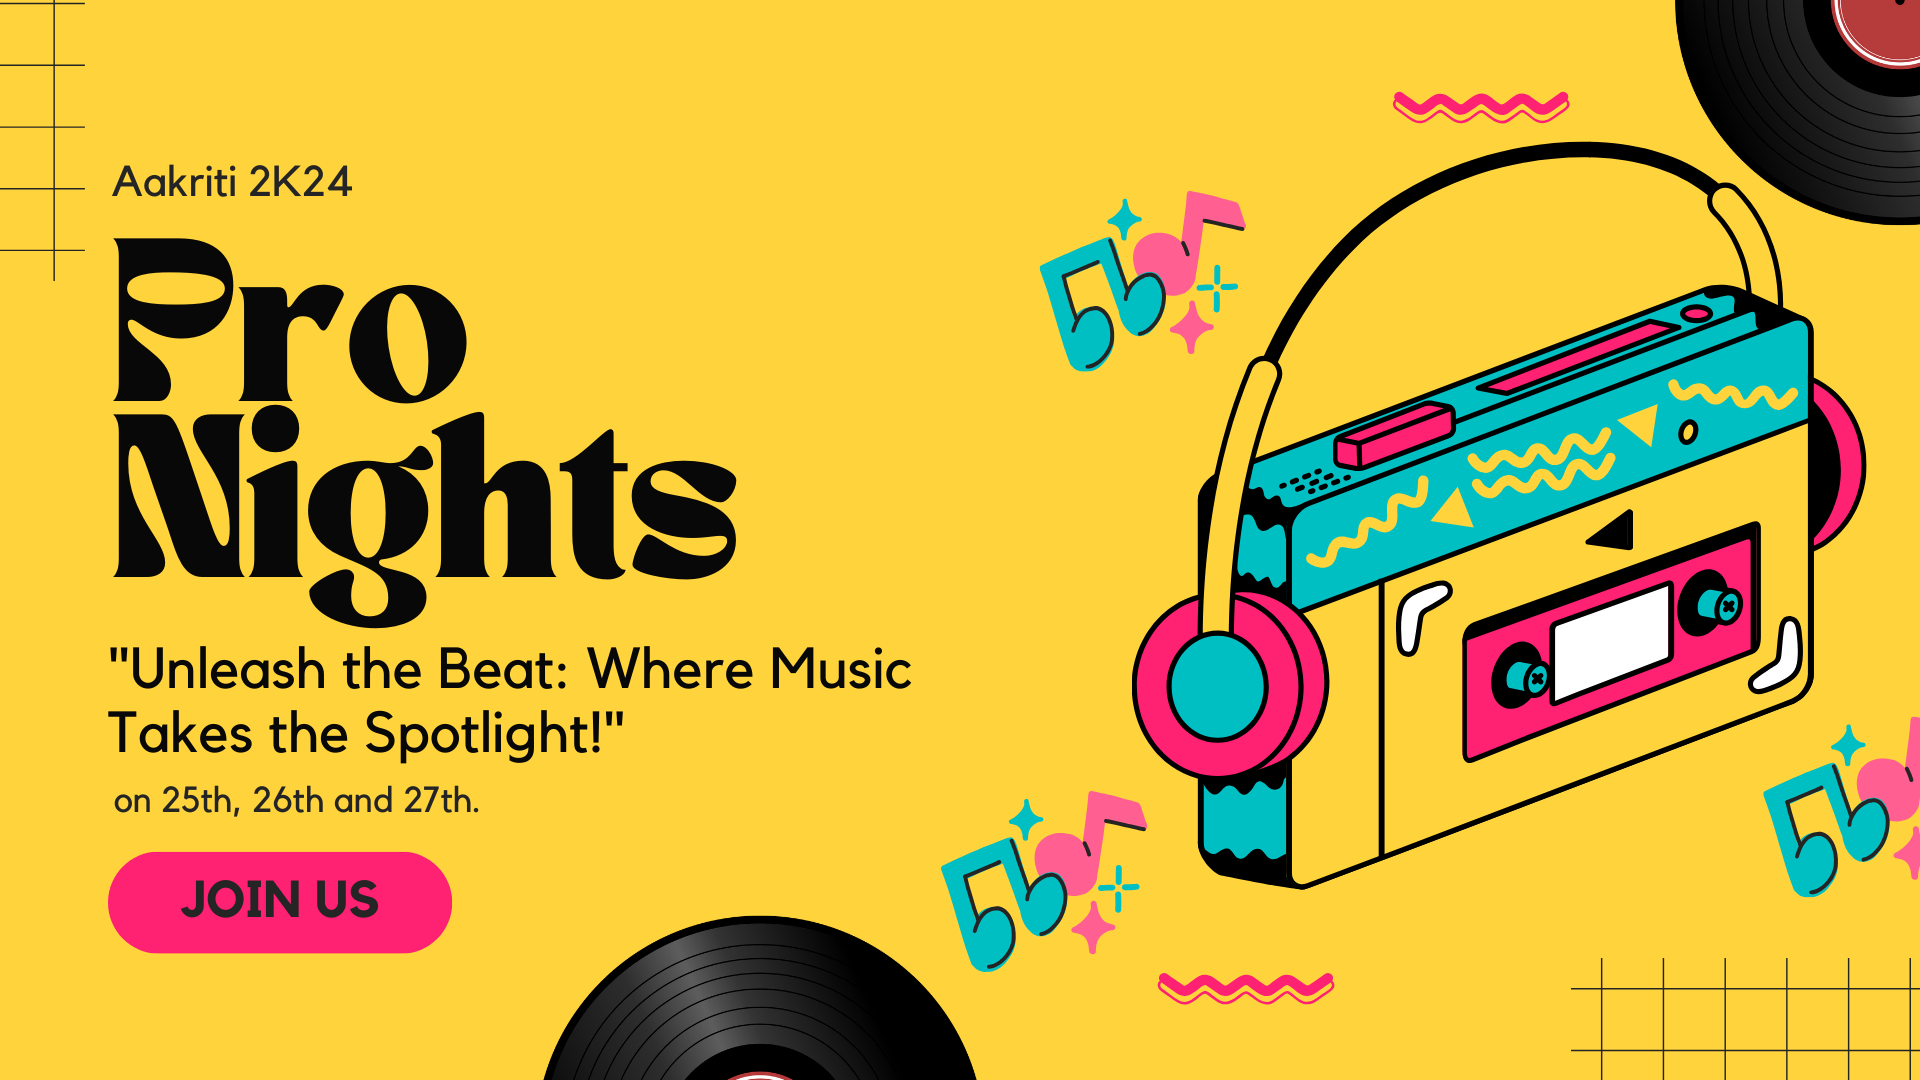 Aakriti 2K24
Pro
Nights
"Unleash the Beat: Where Music
Takes the Spotlight!"
on 25th, 26th and 27th.
JOIN US